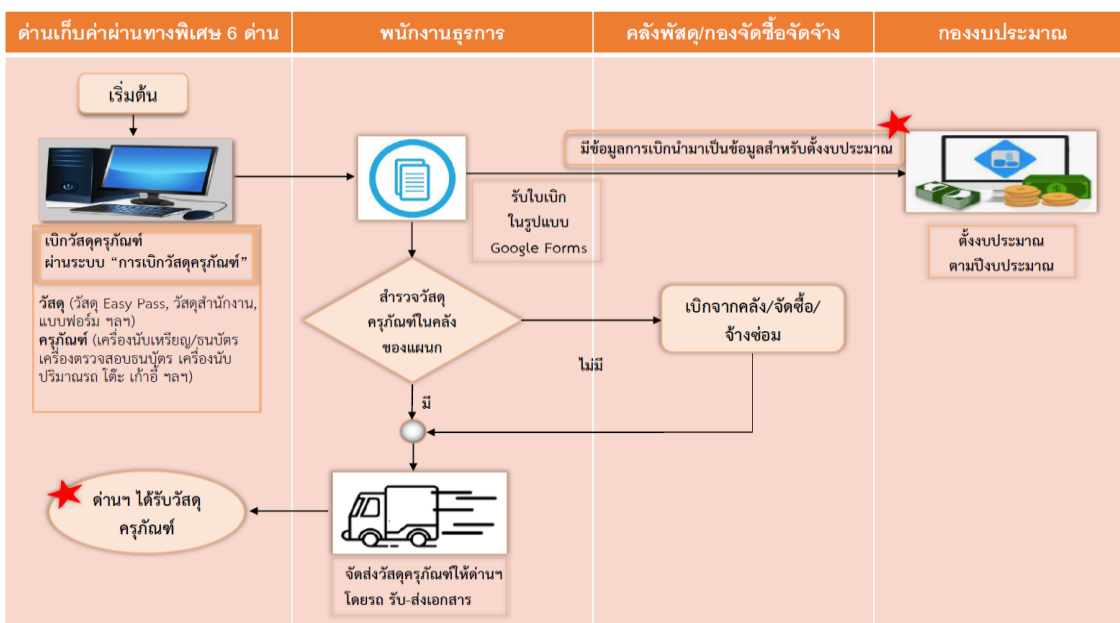 ด่านเก็บค่าผ่านทางพิเศษ 6 ด่าน
พนักงานธุรการ
คลังพัสดุ/กองจัดซื้อจัดจ้าง
กองงบประมาณ
เริ่มต้น
เบิกวัสดุครุภัณฑ์
ผ่านระบบ “การเบิกวัสดุครุภัณฑ์”
วัสดุ (วัสดุ Easy Pass, วัสดุสำนักงาน,
แบบฟอร์ม ฯลฯ)
ครุภัณฑ์ (เครื่องนับเหรียญ/ธนบัตร
เครื่องตรวจสอบธนบัตร เครื่องนับ
ปริมาณรถ โต๊ะ เก้าอี้ ฯลฯ)
รับใบเบิก
ในรูปแบบ
Google Forms
มีข้อมูลการเบิกนำมาเป็นข้อมูลสำหรับตั้งงบประมาณ
ตั้งงบประมาณ
ตามปีงบประมาณ
สำรวจวัสดุ
ครุภัณฑ์ในคลัง
ของแผนก
เบิกจากคลัง/จัดซื้อ/
จ้างซ่อม
ไม่มี
มี
ด่านฯ ได้รับวัสดุ
ครุภัณฑ์
จัดส่งวัสดุครุภัณฑ์ให้ด่านฯ
โดยรถ รับ-ส่งเอกสาร